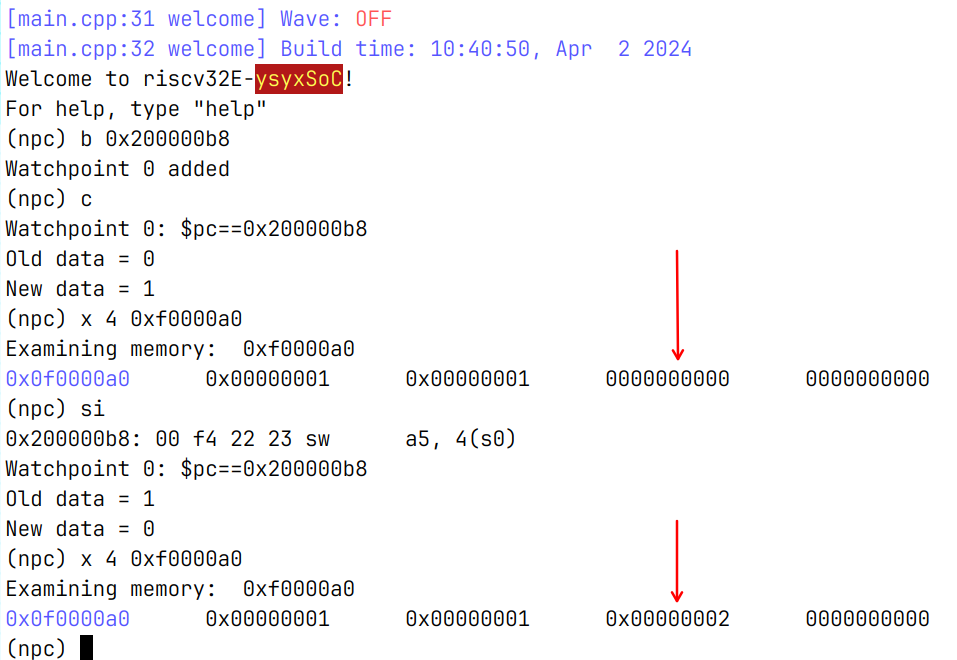 [main.cpp:31 welcome] Wave: OFF
[main.cpp:32 welcome] Build time: 10:40:50, Apr  2 2024
Welcome to riscv32E-ysyxSoC!
For help, type "help"
(npc) b 0x200000b8
Watchpoint 0 added
(npc) c
Watchpoint 0: $pc==0x200000b8
Old data = 0
New data = 1
(npc) x 4 0xf0000a0
Examining memory:  0xf0000a0
0x0f0000a0      0x00000001      0x00000001      0000000000      0000000000
(npc) si
0x200000b8: 00 f4 22 23 sw      a5, 4(s0)
Watchpoint 0: $pc==0x200000b8
Old data = 1
New data = 0
(npc) x 4 0xf0000a0
Examining memory:  0xf0000a0
0x0f0000a0      0x00000001      0x00000001      0x00000002      0000000000
(npc)